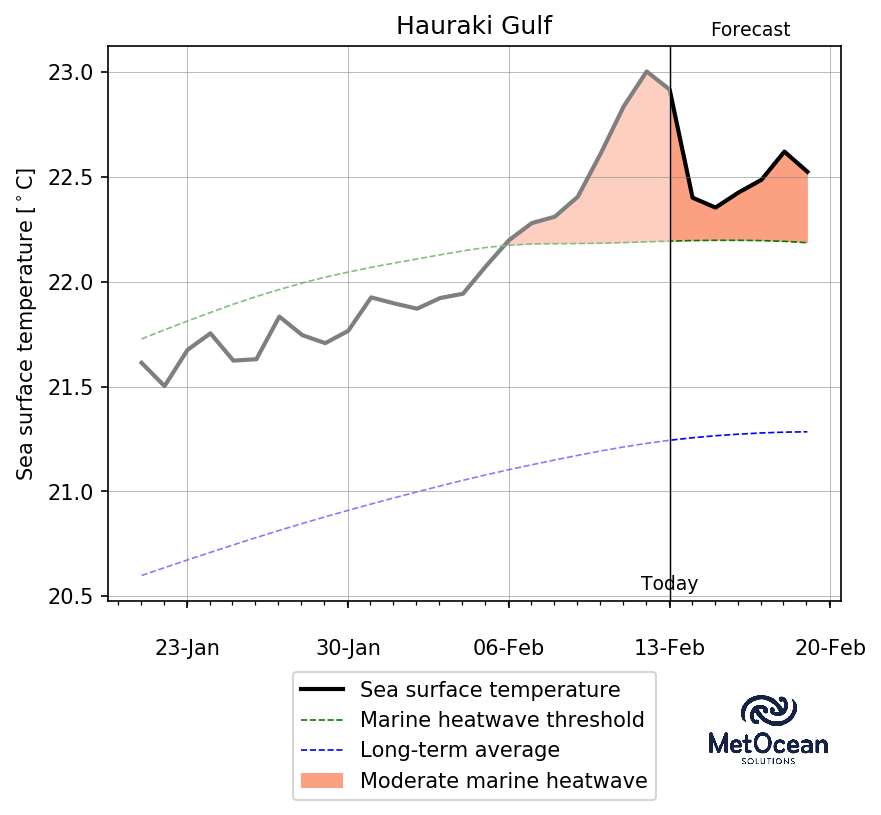 Hauraki Gulf
Forecast
Sea surface temperature [°C]
23.0
22.5
22.0
21.5
21.0
20.5
Today
23-Jan
30-Jan
06-Feb
13-Feb
20-Feb
Sea surface temperature
Marine heatwave threshold
Long-term average
Moderate marine heatwave
MetOcean
SOLUTIONS